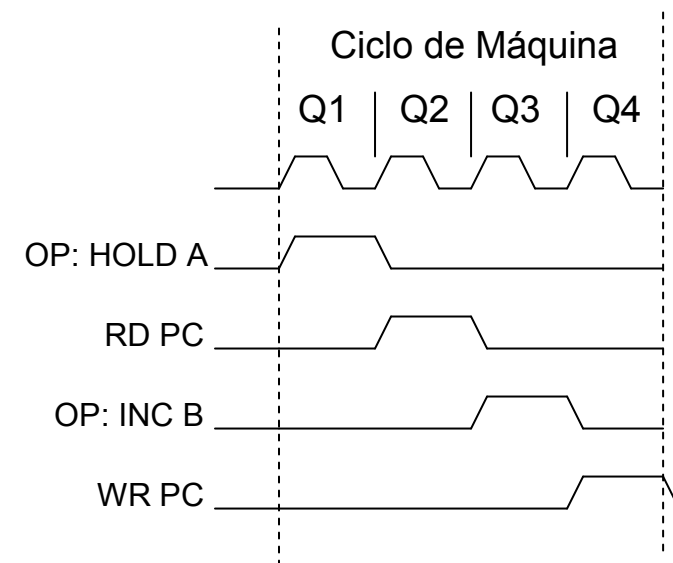 Ciclo de Máquina
Q1 Q2 Q3 Q4
OP: HOLD A
RD PC
OP: INC B
WR PC